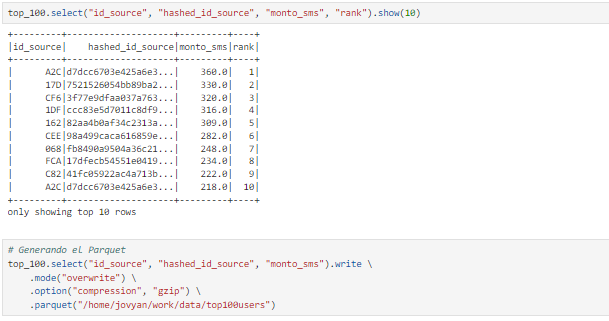 top_100.select("id_source", "hashed_id_source", "monto_sms", "rank").show(10)
+---------+--------------------+---------+----+
|id_source|    hashed_id_source|monto_sms|rank|
+---------+--------------------+---------+----+
|      A2C|d7dcc6703e425a6e3...|    360.0|   1|
|      17D|7521526054bb89ba2...|    330.0|   2|
|      CF6|3f77e9dfaa037a763...|    320.0|   3|
|      1DF|ccc83e5d7011c8df9...|    316.0|   4|
|      162|82aa4b0af34c2313a...|    309.0|   5|
|      CEE|98a499caca616859e...|    282.0|   6|
|      068|fb8490a9504a36c21...|    248.0|   7|
|      FCA|17dfecb54551e0419...|    234.0|   8|
|      C82|41fc05922ac4a713b...|    222.0|   9|
|      A2C|d7dcc6703e425a6e3...|    218.0|  10|
+---------+--------------------+---------+----+
only showing top 10 rows
# Generando el Parquet
top_100.select("id_source", "hashed_id_source", "monto_sms").write \
    .mode("overwrite") \
    .option("compression", "gzip") \
    .parquet("/home/jovyan/work/data/top100users")